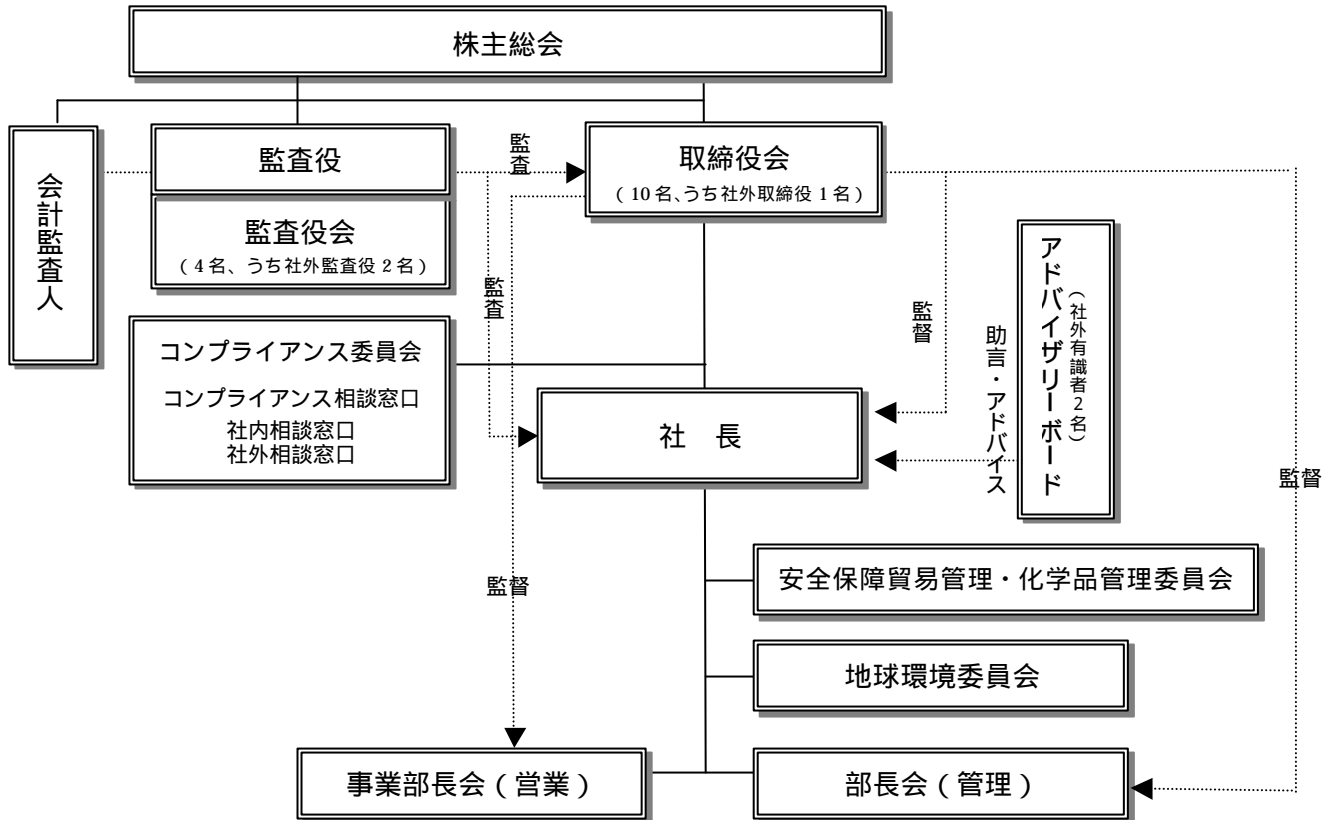 株主総会
会計監査人
監査役
監査役会
（4名、うち社外監査役2名）
監査
取締役会
（10名、うち社外取締役1名）
監査
監督
アドバイザリーボード
（社外有識者2名）
助言・アドバイス
コンプライアンス委員会
コンプライアンス相談窓口
社内相談窓口
社外相談窓口
社　長
監督
監督
安全保障貿易管理・化学品管理委員会
地球環境委員会
事業部長会（営業）
部長会（管理）